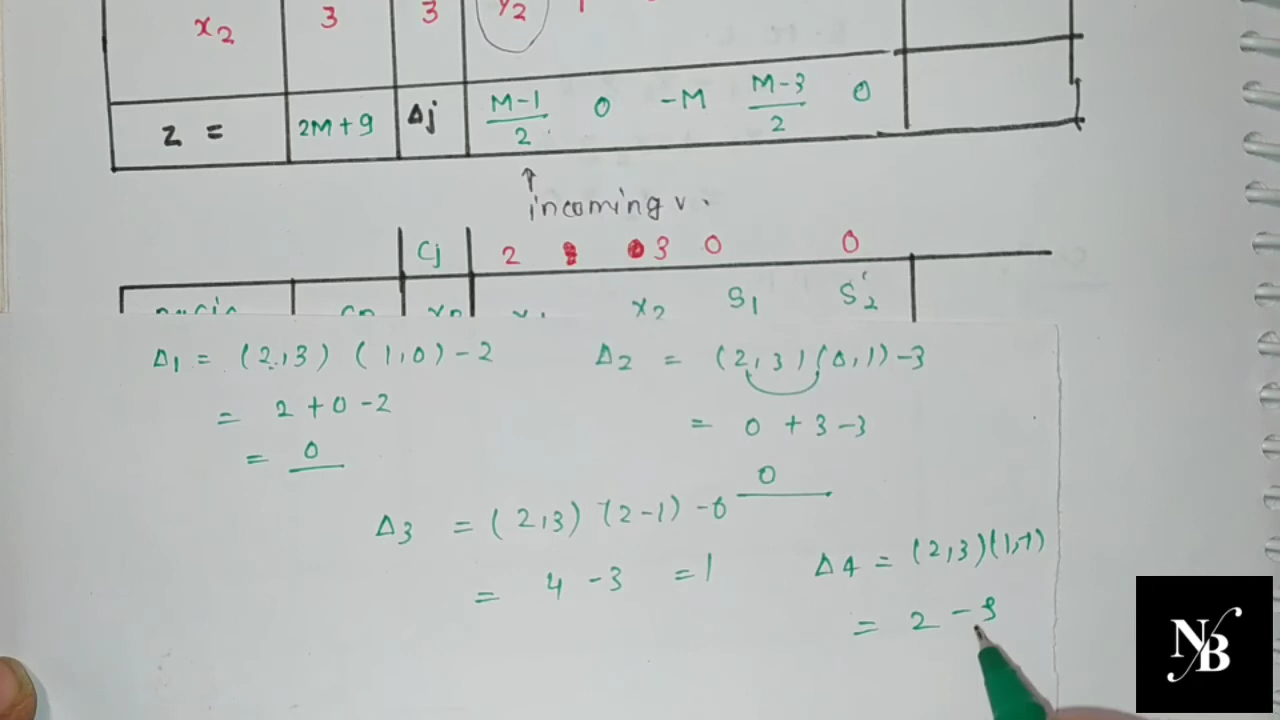 x2 3 3 1/2 1
Z = 2M+9 Δj M-1/2 0 -M M-3/2 0
↑
incoming v.
Cj 2 3 0 0
x2 S1 S2
Δ1 = (2,3) (1,0) - 2 Δ2 = (2,3) (0,1) - 3
= 2+0-2 = 0 + 3 - 3
= 0 0
Δ3 = (2,3) (2-1) - 0 Δ4 = (2,3)(1,-1)
= 4 - 3 = 1 = 2 - 3
NB